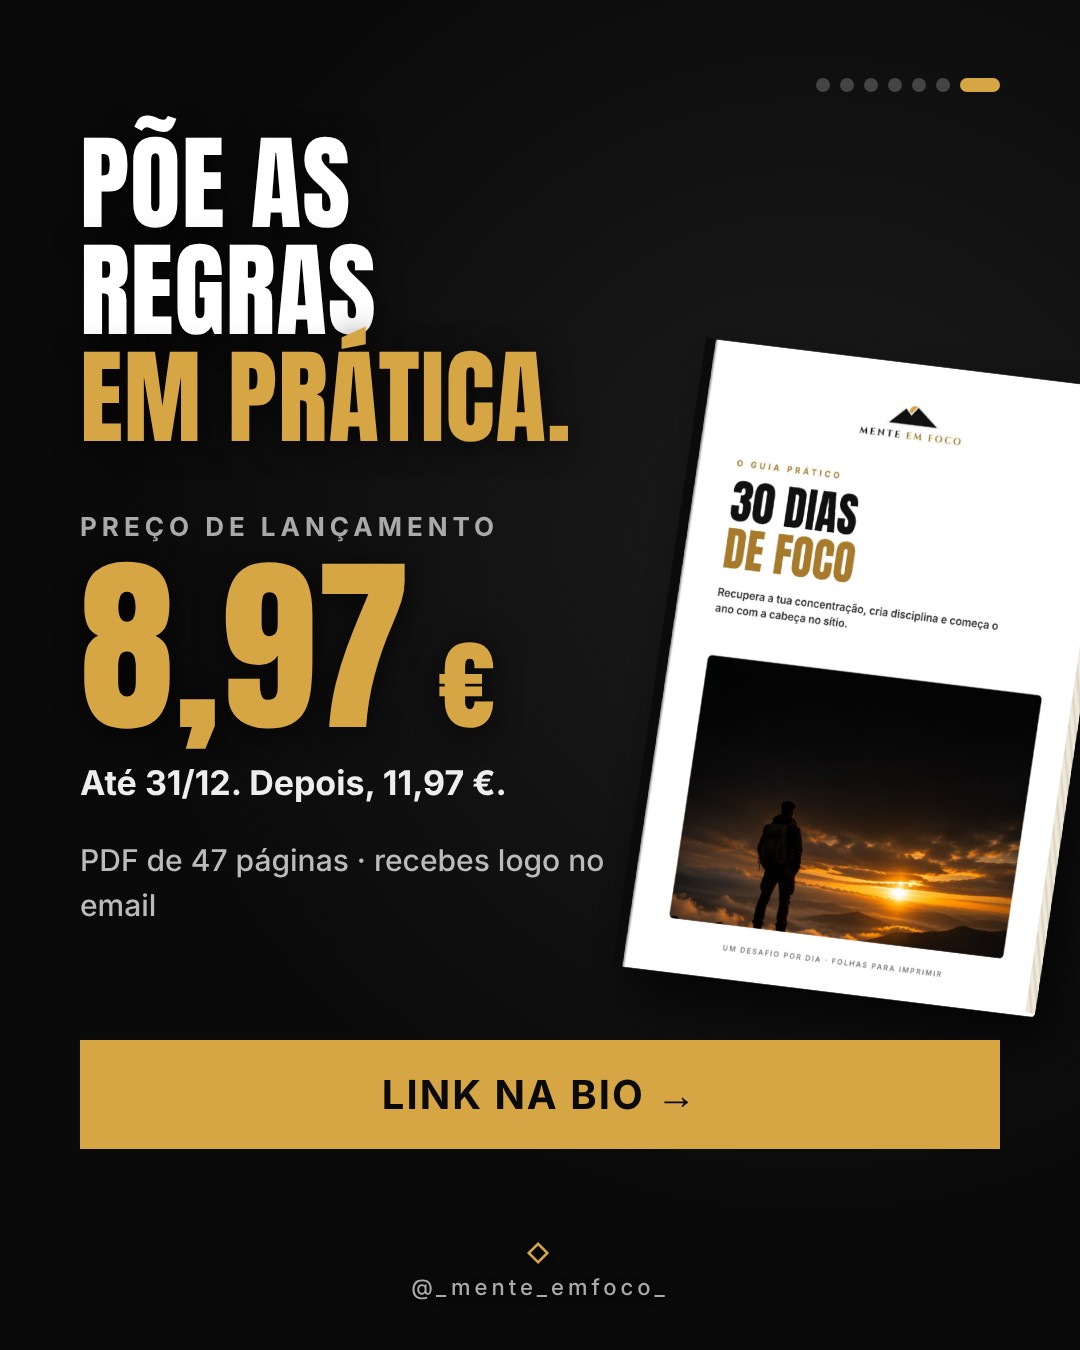 PÕE AS
REGRAS
EM PRÁTICA.
PREÇO DE LANÇAMENTO
8,97 €
Até 31/12. Depois, 11,97 €.
PDF de 47 páginas · recebes logo no
email
MENTE EM FOCO
O GUIA PRÁTICO
30 DIAS
DE FOCO
Recupera a tua concentração, cria disciplina e começa o
ano com a cabeça no sítio.
UM DESAFIO POR DIA · FOLHAS PARA IMPRIMIR
LINK NA BIO →
@_mente_emfoco_